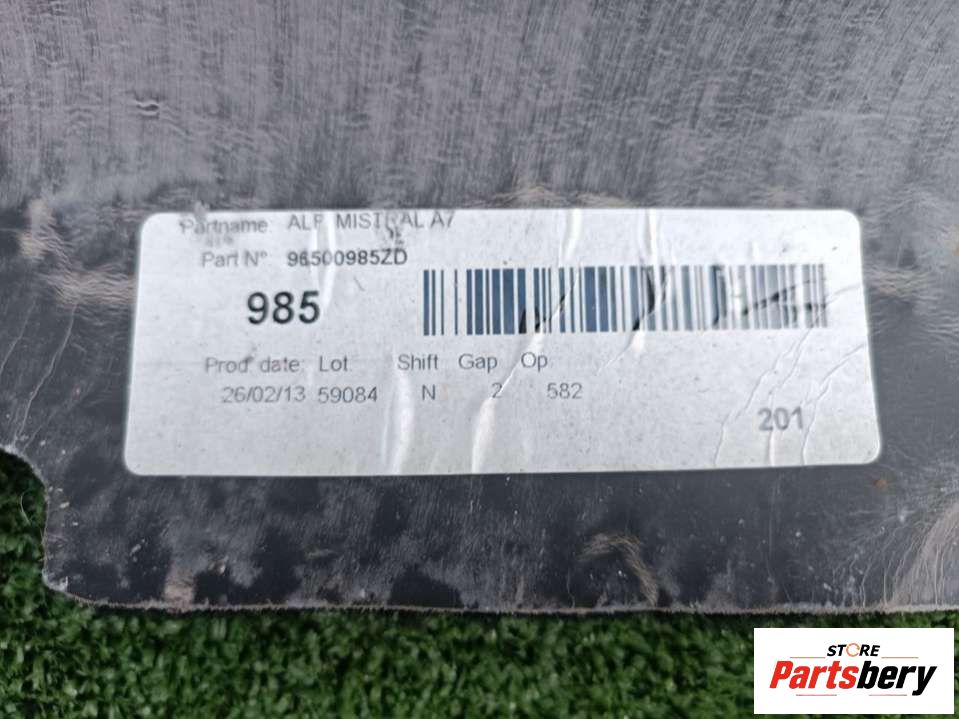 Partname: ALP MISTRAL A7
Part N° 96500985ZD
985
Prod date: Lot Shift Gap Op
26/02/13 59084 N 2 582
201
STORE
Partsbery